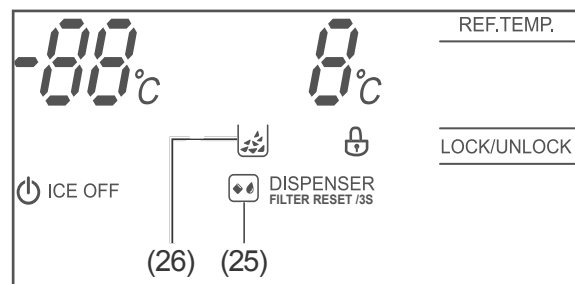 REF.TEMP.
-88°C 8°C
LOCK/UNLOCK
ICE OFF
DISPENSER
FILTER RESET /3S
(26) (25)